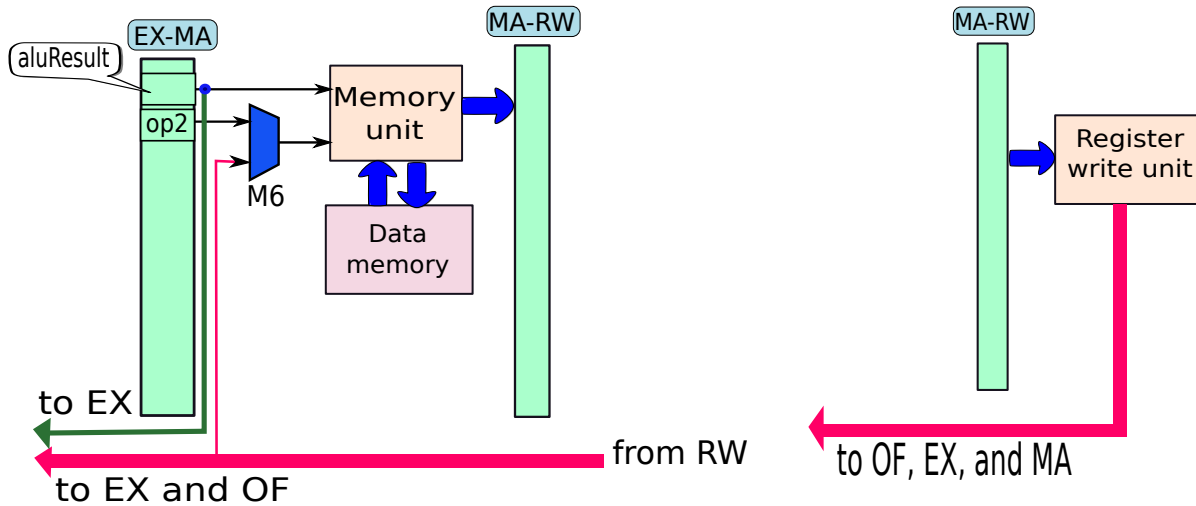 EX-MA
MA-RW
aluResult
op2
Memory
unit
M6
Data
memory
to EX
from RW
to EX and OF
MA-RW
Register
write unit
to OF, EX, and MA